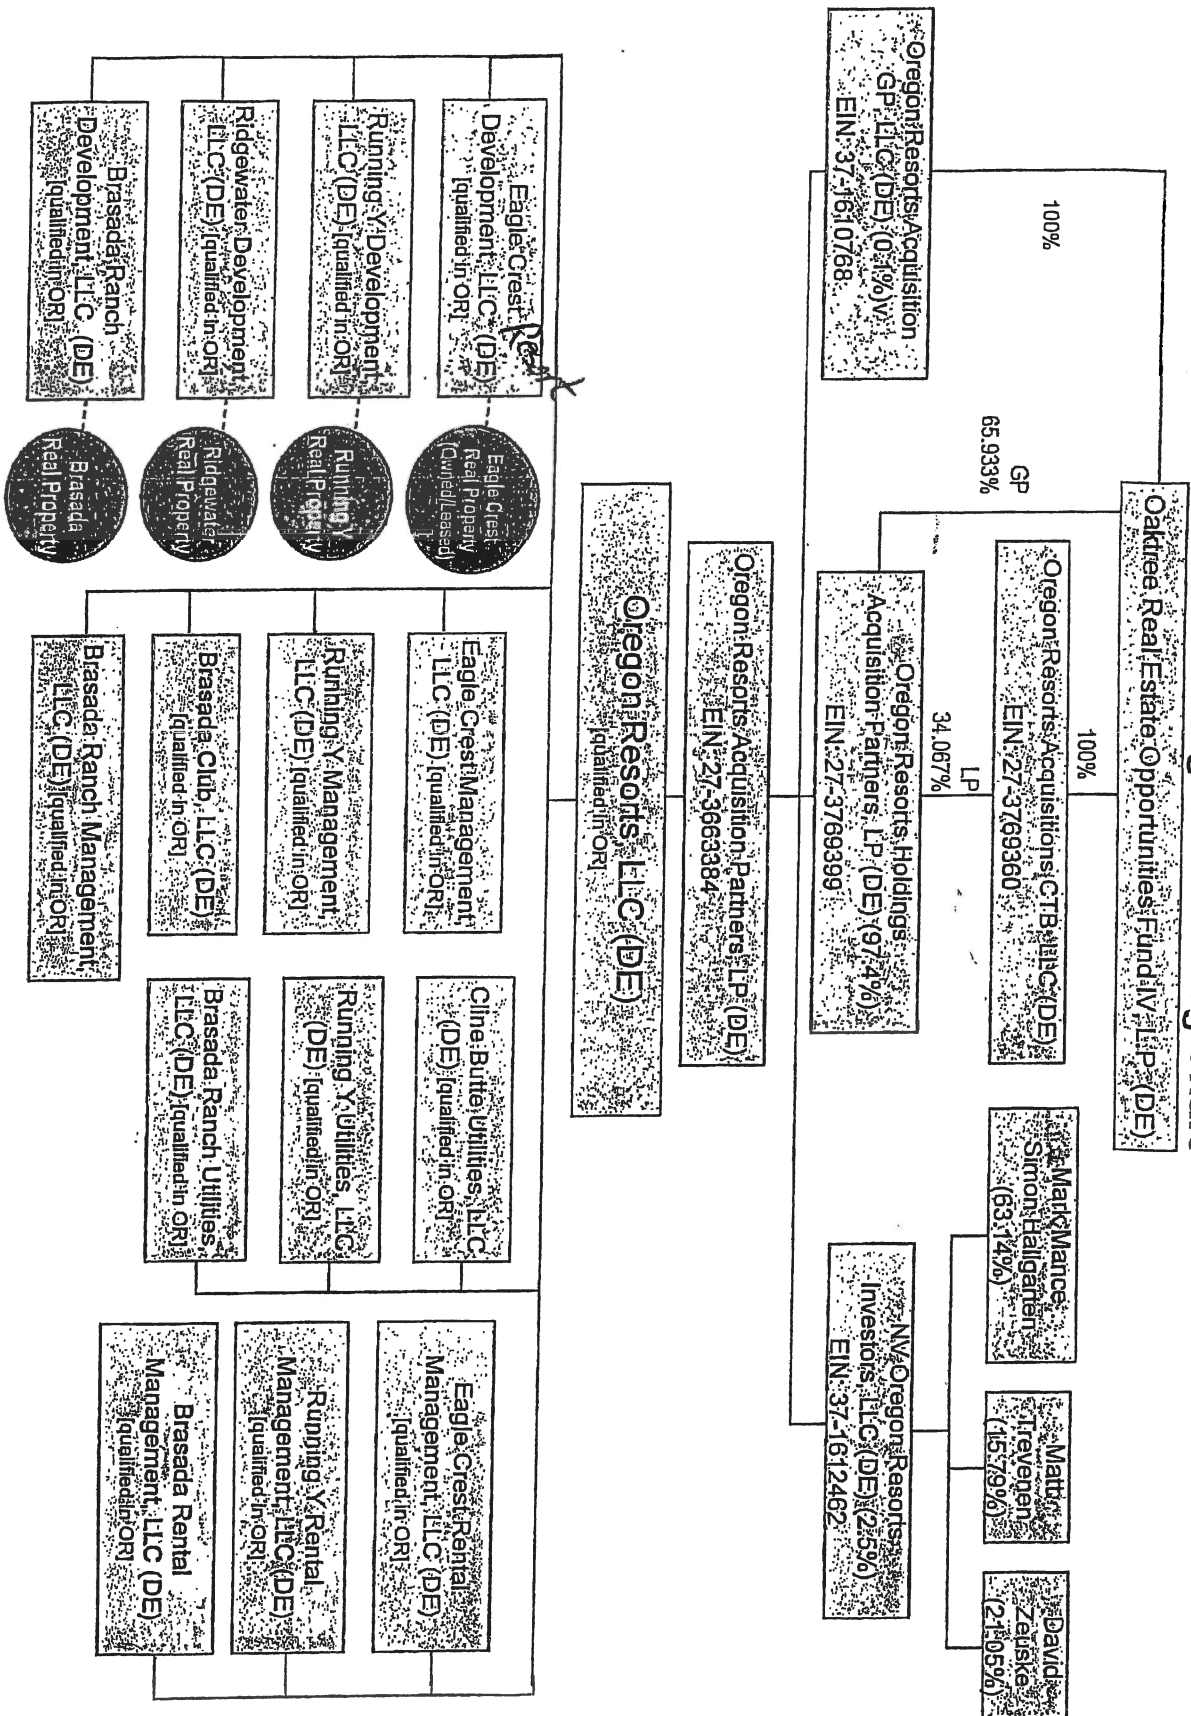 Oaktree Real Estate Opportunities Fund IV, L.P. (DE)
100%
GP
65.933%
100%
Oregon Resorts Acquisitions CTB, LLC (DE)
EIN: 27-3769360
LP
34.067%
Mark Mance
Simon Hallgarten
(63.14%)
Matt
Trevenen
(15.79%)
David
Zeuske
(21.05%)
Oregon Resorts Acquisition
GP, LLC (DE) (0.1%)
EIN: 37-1610768
Oregon Resorts Holdings
Acquisition Partners, LP (DE) (97.4%)
EIN: 27-3769399
NV Oregon Resorts
Investors, LLC (DE) (2.5%)
EIN: 37-1612462
Oregon Resorts Acquisition Partners, LP (DE)
EIN: 27-3663384
Oregon Resorts, LLC (DE)
[qualified in OR]
Eagle Crest Resort
Development, LLC (DE)
[qualified in OR]
Eagle Crest
Real Property
(Owned/Leased)
Running Y Development
LLC (DE) [qualified in OR]
Running Y
Real Property
Ridgewater Development
LLC (DE) [qualified in OR]
Ridgewater
Real Property
Brasada Ranch
Development, LLC (DE)
[qualified in OR]
Brasada
Real Property
Eagle Crest Management,
LLC (DE) [qualified in OR]
Running Y Management,
LLC (DE) [qualified in OR]
Brasada Club, LLC (DE)
[qualified in OR]
Brasada Ranch Management,
LLC (DE) [qualified in OR]
Cline Butte Utilities, LLC
(DE) [qualified in OR]
Running Y Utilities, LLC
(DE) [qualified in OR]
Brasada Ranch Utilities,
LLC (DE) [qualified in OR]
Eagle Crest Rental
Management, LLC (DE)
[qualified in OR]
Running Y Rental
Management, LLC (DE)
[qualified in OR]
Brasada Rental
Management, LLC (DE)
[qualified in OR]